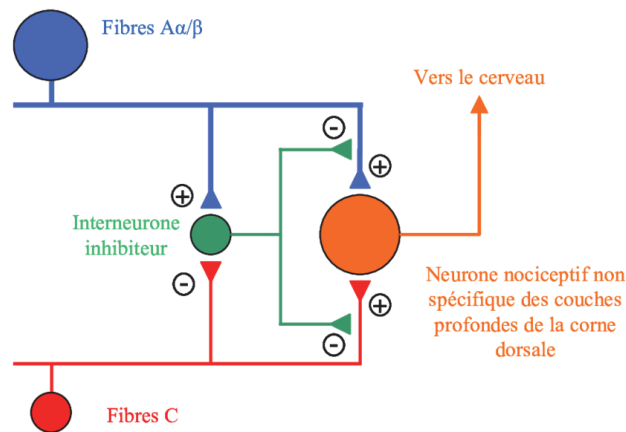 Fibres Aα/β
Vers le cerveau
-
+
+
Interneurone
inhibiteur
-
+
-
Neurone nociceptif non
spécifique des couches
profondes de la corne
dorsale
Fibres C